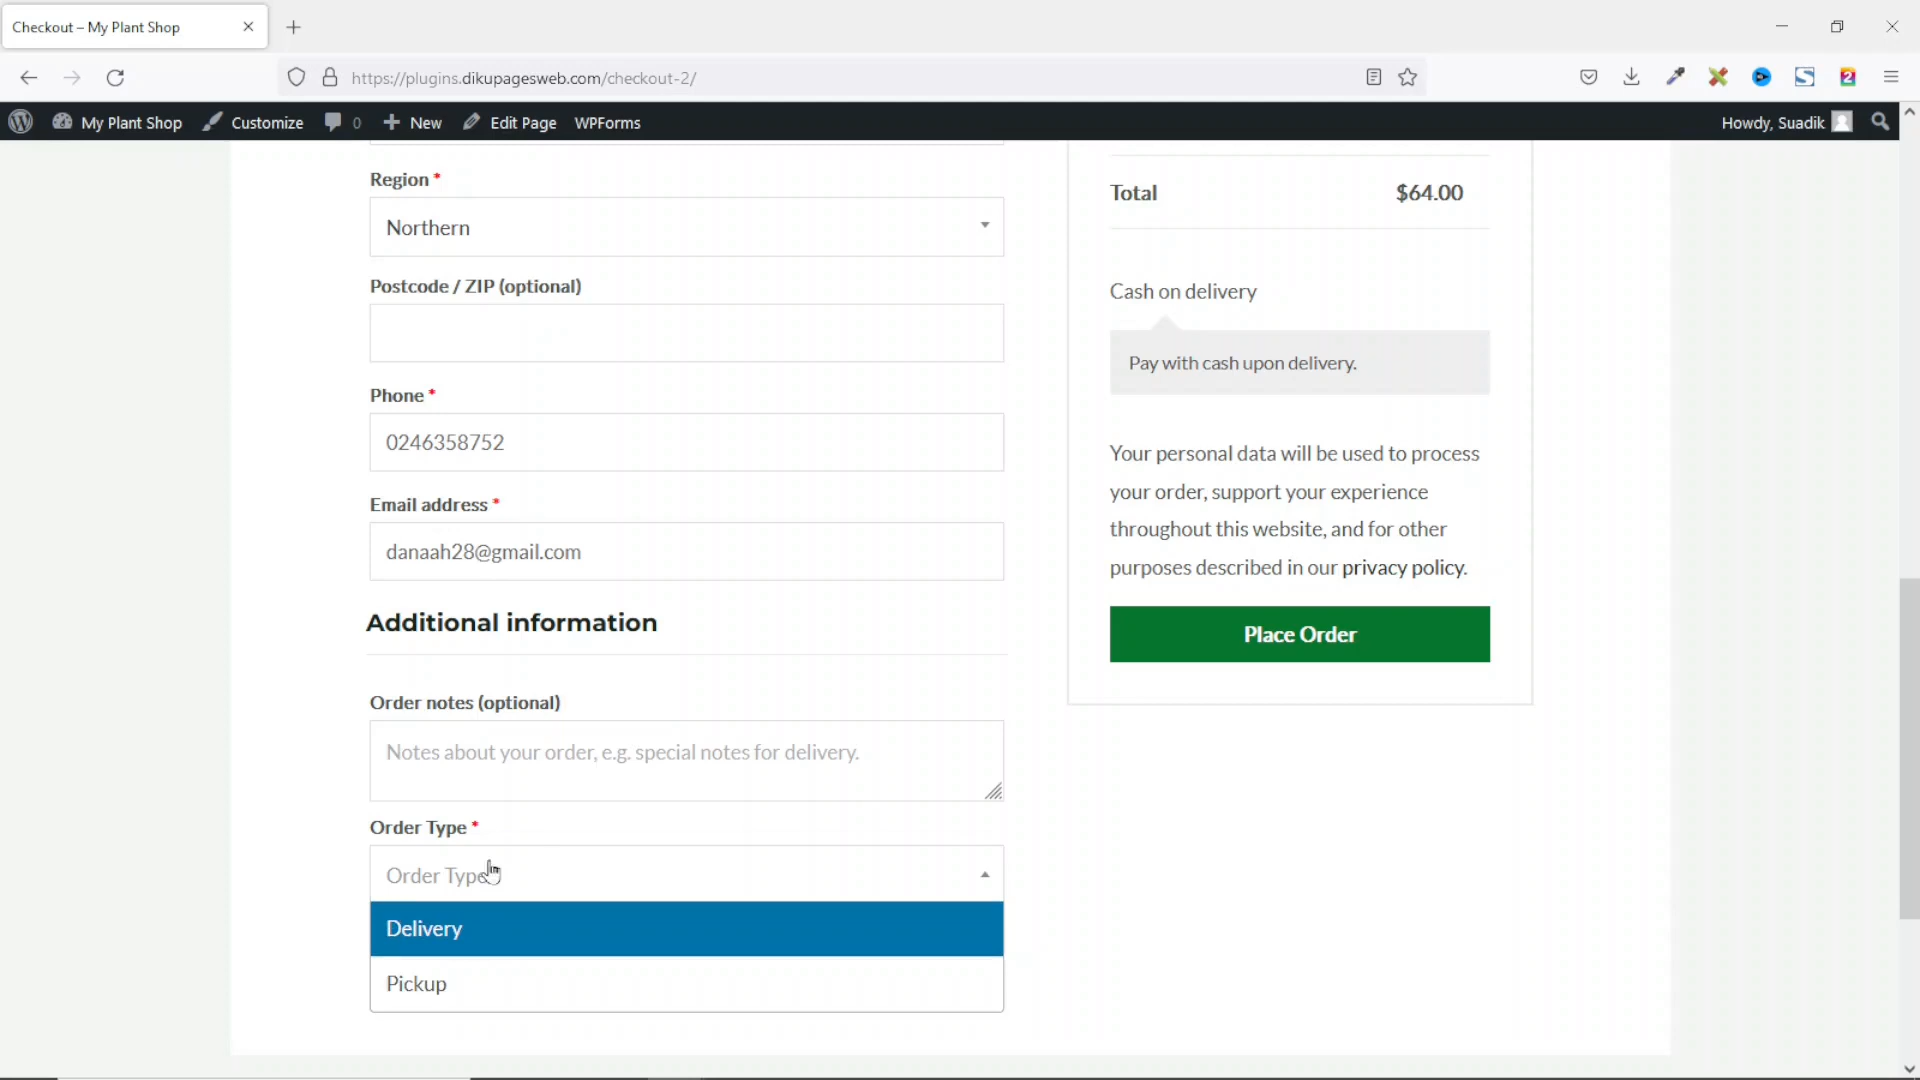 Checkout – My Plant Shop
https://plugins.dikupagesweb.com/checkout-2/
My Plant Shop
Customize
0
New
Edit Page
WPForms
Howdy, Suadik
Region *
Northern
Postcode / ZIP (optional)
Phone *
0246358752
Email address *
danaah28@gmail.com
Additional information
Order notes (optional)
Notes about your order, e.g. special notes for delivery.
Order Type *
Order Type
Delivery
Pickup
Total $64.00
Cash on delivery
Pay with cash upon delivery.
Your personal data will be used to process
your order, support your experience
throughout this website, and for other
purposes described in our privacy policy.
Place Order